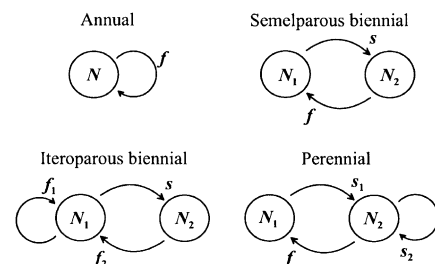 Annual
N
f
Semelparous biennial
s
N1
N2
f
Iteroparous biennial
f1
s
N1
N2
f2
Perennial
s1
N1
N2
f
s2